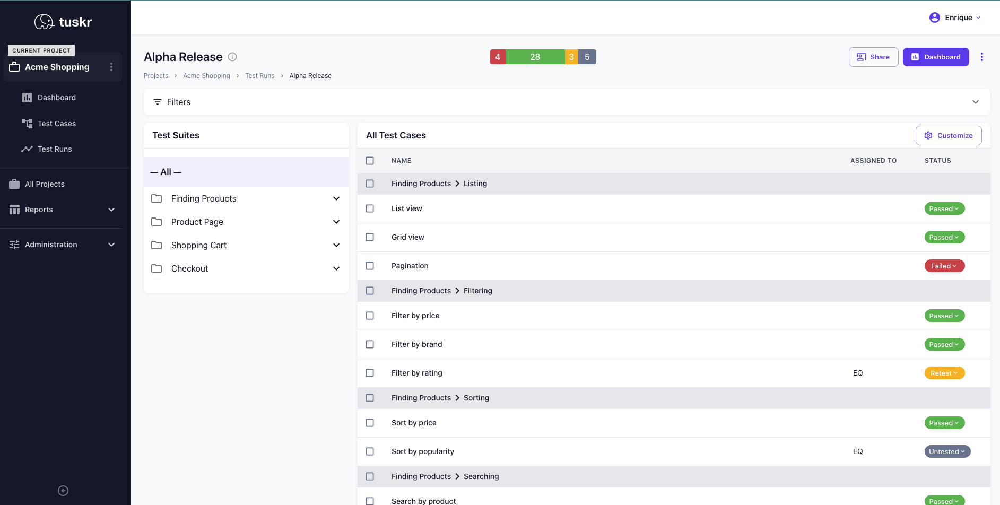 tuskr
CURRENT PROJECT
Acme Shopping
Dashboard
Test Cases
Test Runs
All Projects
Reports
Administration
Enrique
Alpha Release
4 28 3 5
Share
Dashboard
Projects › Acme Shopping › Test Runs › Alpha Release
Filters
Test Suites
— All —
Finding Products
Product Page
Shopping Cart
Checkout
All Test Cases
Customize
NAME ASSIGNED TO STATUS
Finding Products > Listing
List view Passed
Grid view Passed
Pagination Failed
Finding Products > Filtering
Filter by price Passed
Filter by brand Passed
Filter by rating EQ Retest
Finding Products > Sorting
Sort by price Passed
Sort by popularity EQ Untested
Finding Products > Searching
Search by product Passed